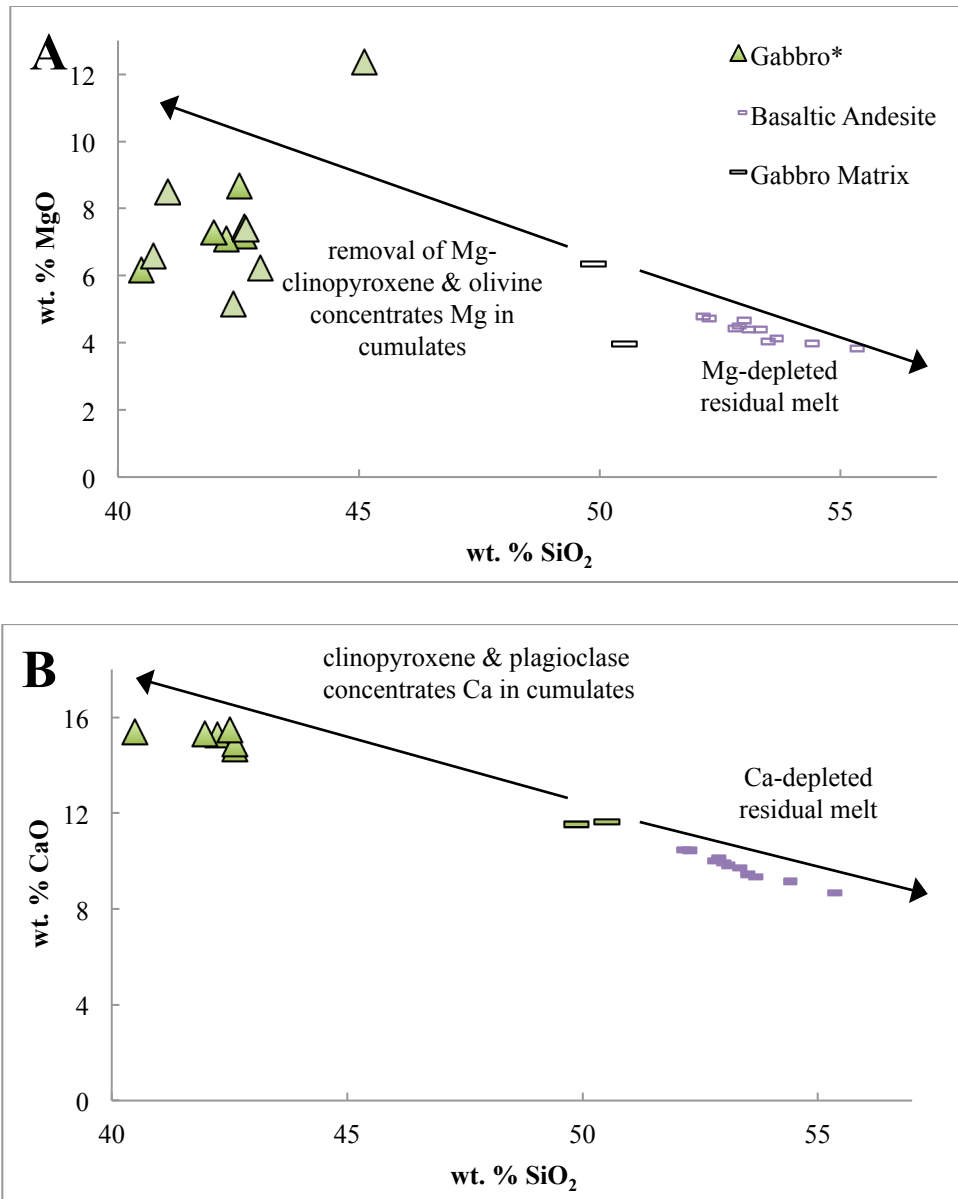 A
12
10
8
6
4
2
0
wt. % MgO
Gabbro*
Basaltic Andesite
Gabbro Matrix
removal of Mg-
clinopyroxene & olivine
concentrates Mg in
cumulates
Mg-depleted
residual melt
40 45 50 55
wt. % SiO₂
B
16
12
8
4
0
wt. % CaO
clinopyroxene & plagioclase
concentrates Ca in cumulates
Ca-depleted
residual melt
40 45 50 55
wt. % SiO₂